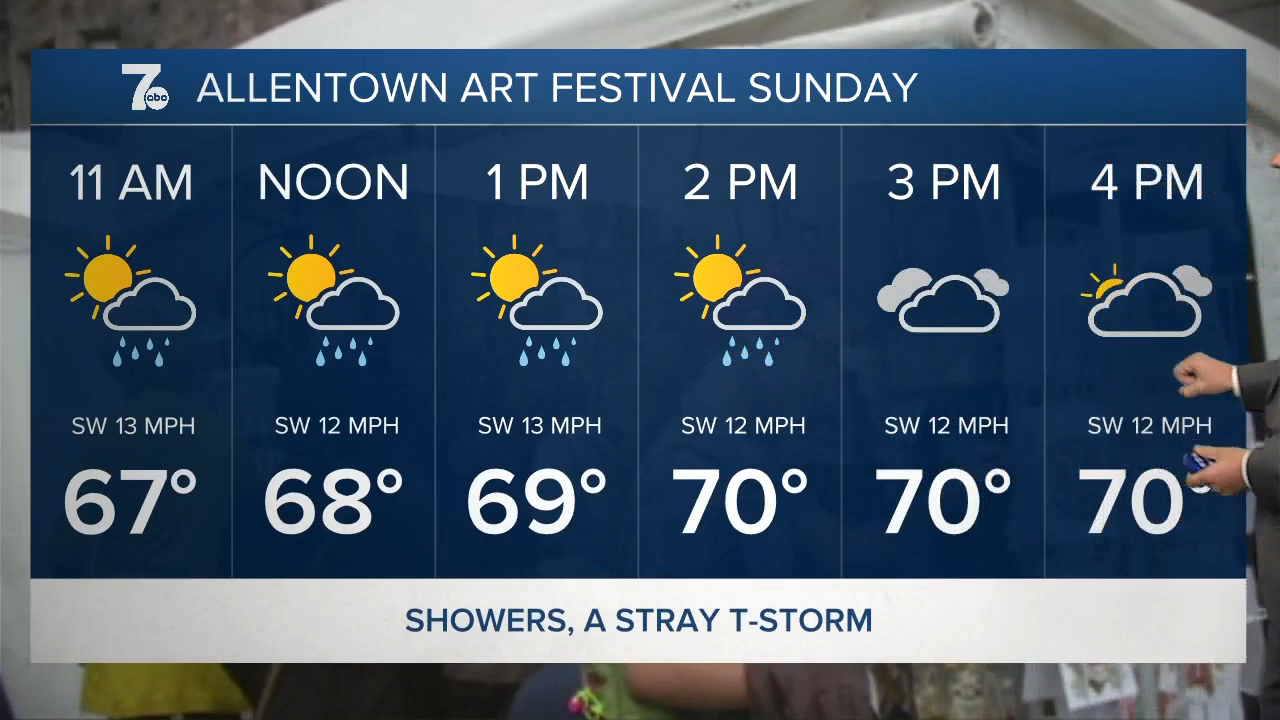 7 abc ALLENTOWN ART FESTIVAL SUNDAY
11 AM NOON 1 PM 2 PM 3 PM 4 PM
SW 13 MPH SW 12 MPH SW 13 MPH SW 12 MPH SW 12 MPH SW 12 MPH
67° 68° 69° 70° 70° 70°
SHOWERS, A STRAY T-STORM